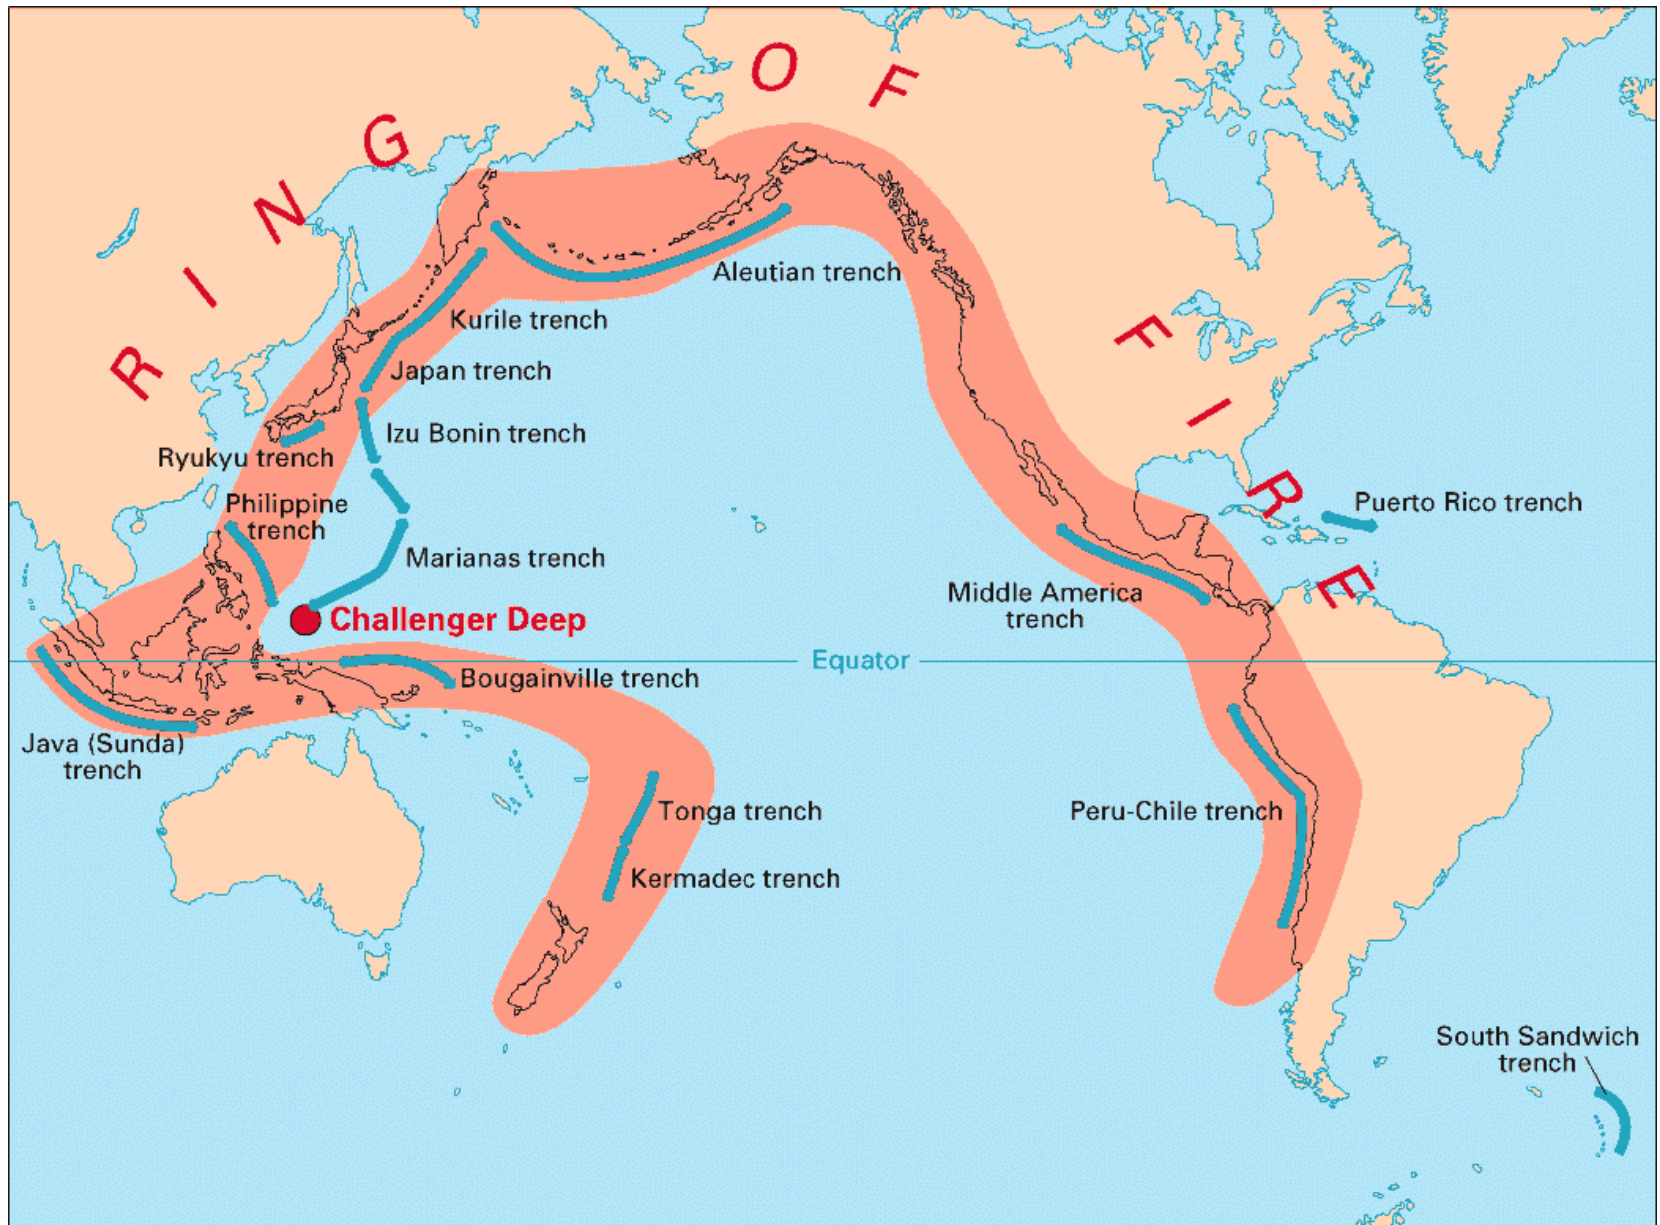 RING OF FIRE
Aleutian trench
Kurile trench
Japan trench
Izu Bonin trench
Ryukyu trench
Philippine
trench
Marianas trench
Challenger Deep
Puerto Rico trench
Middle America
trench
Equator
Bougainville trench
Java (Sunda)
trench
Tonga trench
Peru-Chile trench
Kermadec trench
South Sandwich
trench